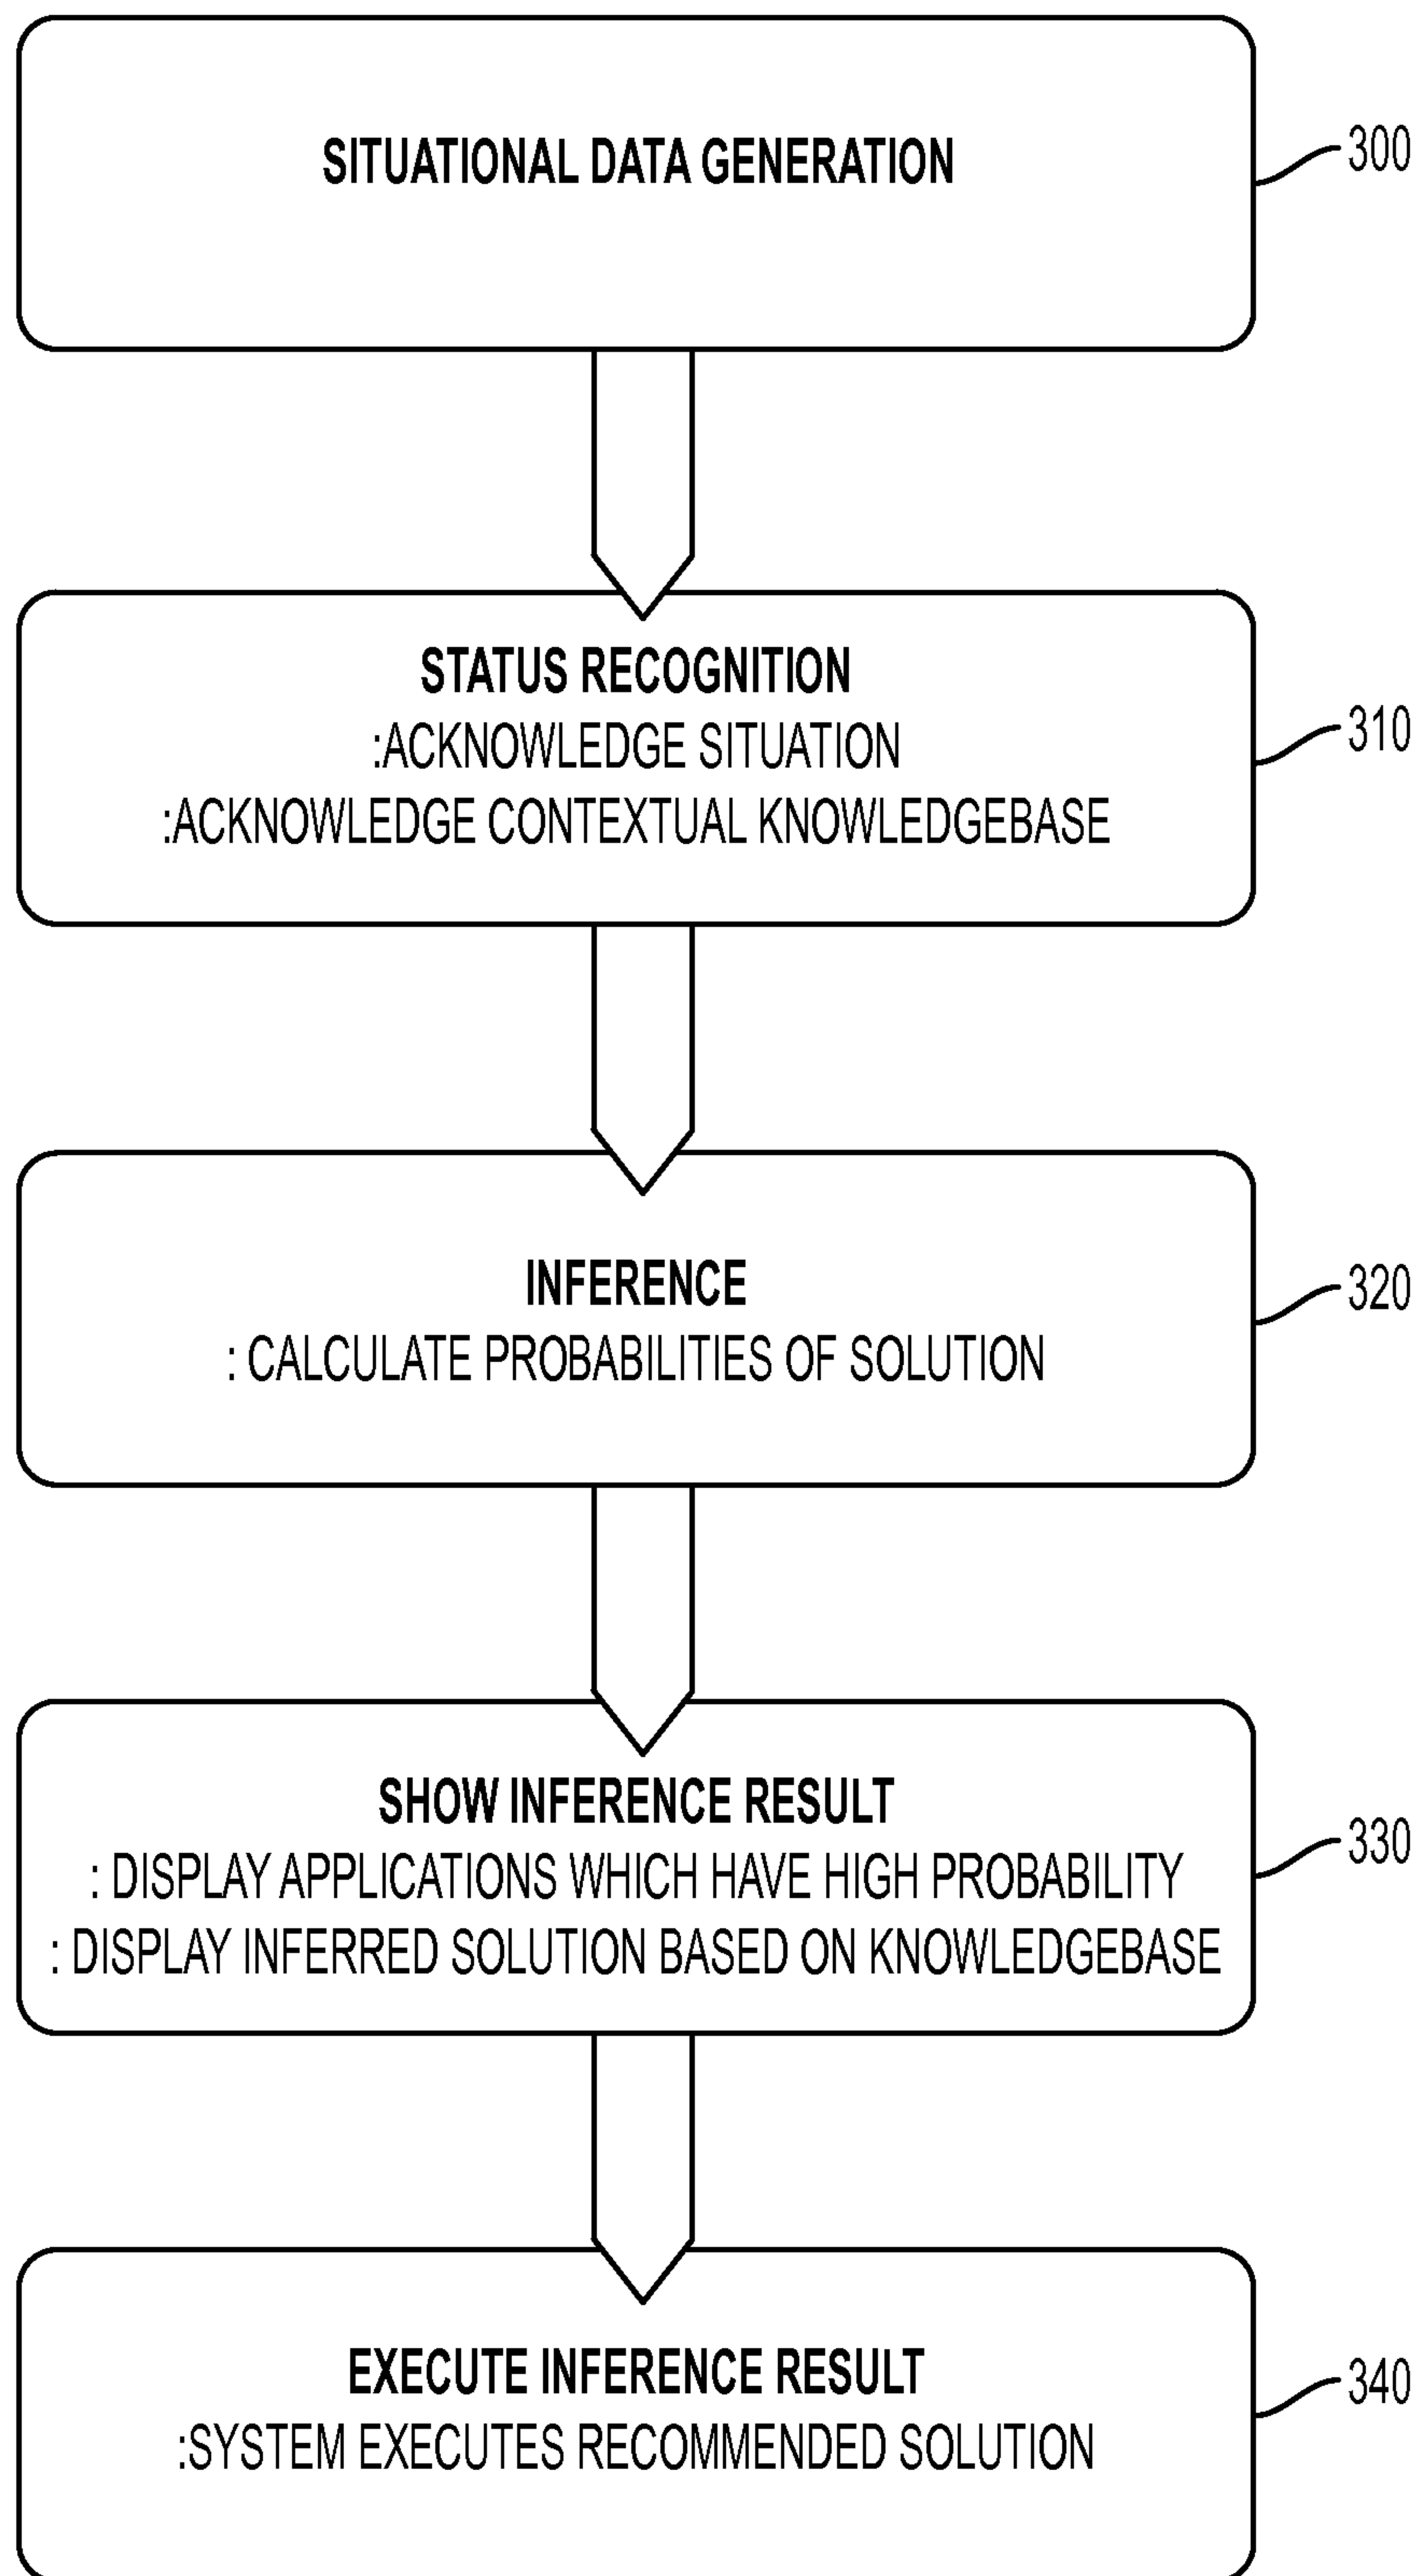 SITUATIONAL DATA GENERATION
300
STATUS RECOGNITION
:ACKNOWLEDGE SITUATION
:ACKNOWLEDGE CONTEXTUAL KNOWLEDGEBASE
310
INFERENCE
: CALCULATE PROBABILITIES OF SOLUTION
320
SHOW INFERENCE RESULT
: DISPLAY APPLICATIONS WHICH HAVE HIGH PROBABILITY
: DISPLAY INFERRED SOLUTION BASED ON KNOWLEDGEBASE
330
EXECUTE INFERENCE RESULT
:SYSTEM EXECUTES RECOMMENDED SOLUTION
340